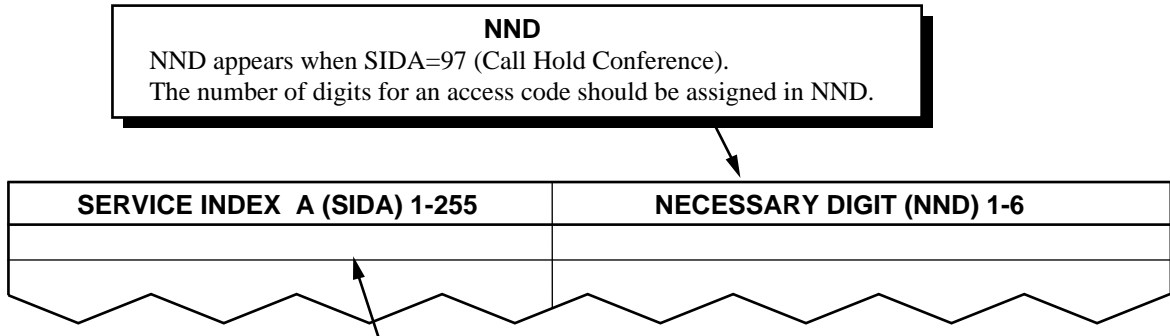 NND
NND appears when SIDA=97 (Call Hold Conference).
The number of digits for an access code should be assigned in NND.
SERVICE INDEX A (SIDA) 1-255
NECESSARY DIGIT (NND) 1-6